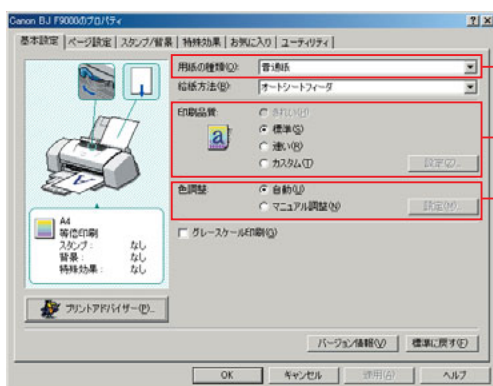 Canon BJ F9000のプロパティ
基本設定 ページ設定 スタンプ/背景 特殊効果 お気に入り ユーティリティ
用紙の種類(Q): 普通紙
給紙方法(B): オートシートフィーダ
印刷品質
きれい(H)
標準(S)
速い(R)
カスタム(T) 設定(Z)...
色調整
自動(U)
マニュアル調整(N) 設定(M)...
グレースケール印刷(G)
a
A4
等倍印刷
スタンプ: なし
背景: なし
特殊効果: なし
プリントアドバイザー(P)...
バージョン情報(V) 標準に戻す(E)
OK キャンセル 適用(A) ヘルプ